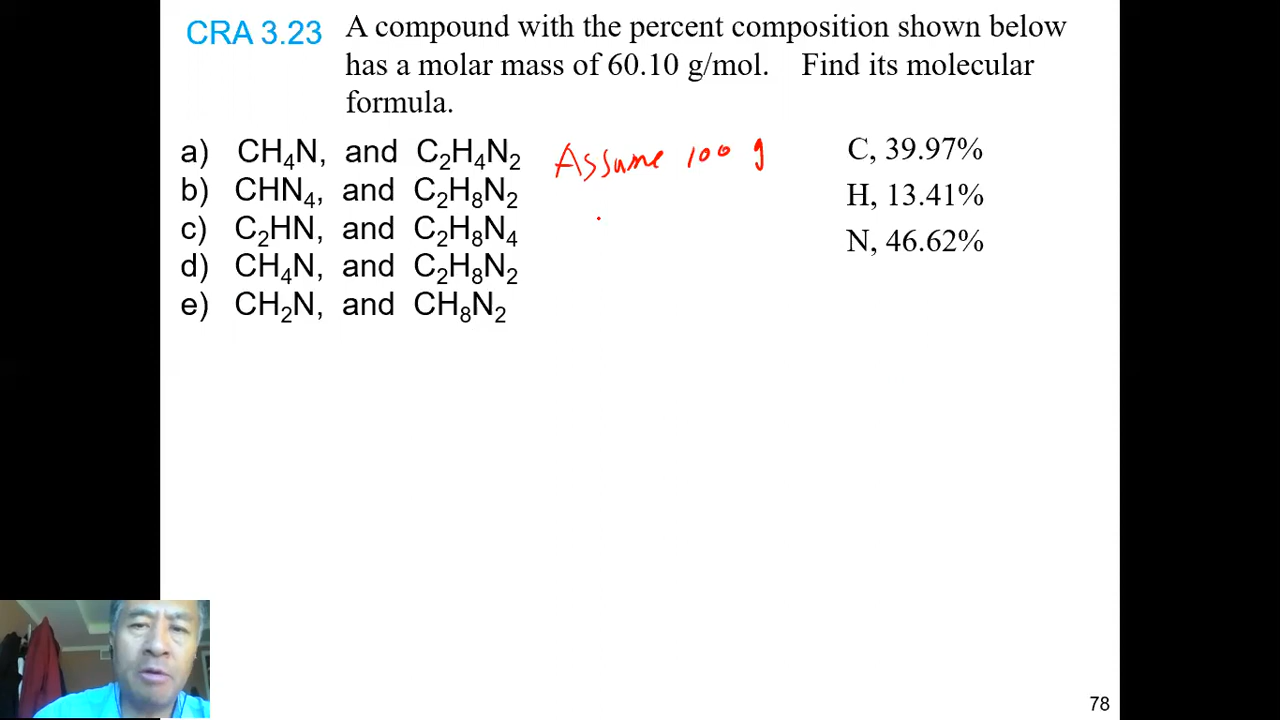 CRA 3.23 A compound with the percent composition shown below
has a molar mass of 60.10 g/mol. Find its molecular
formula.
a) CH₄N, and C₂H₄N₂ Assume 100 g C, 39.97%
b) CHN₄, and C₂H₈N₂ H, 13.41%
c) C₂HN, and C₂H₈N₄ N, 46.62%
d) CH₄N, and C₂H₈N₂
e) CH₂N, and CH₈N₂
78